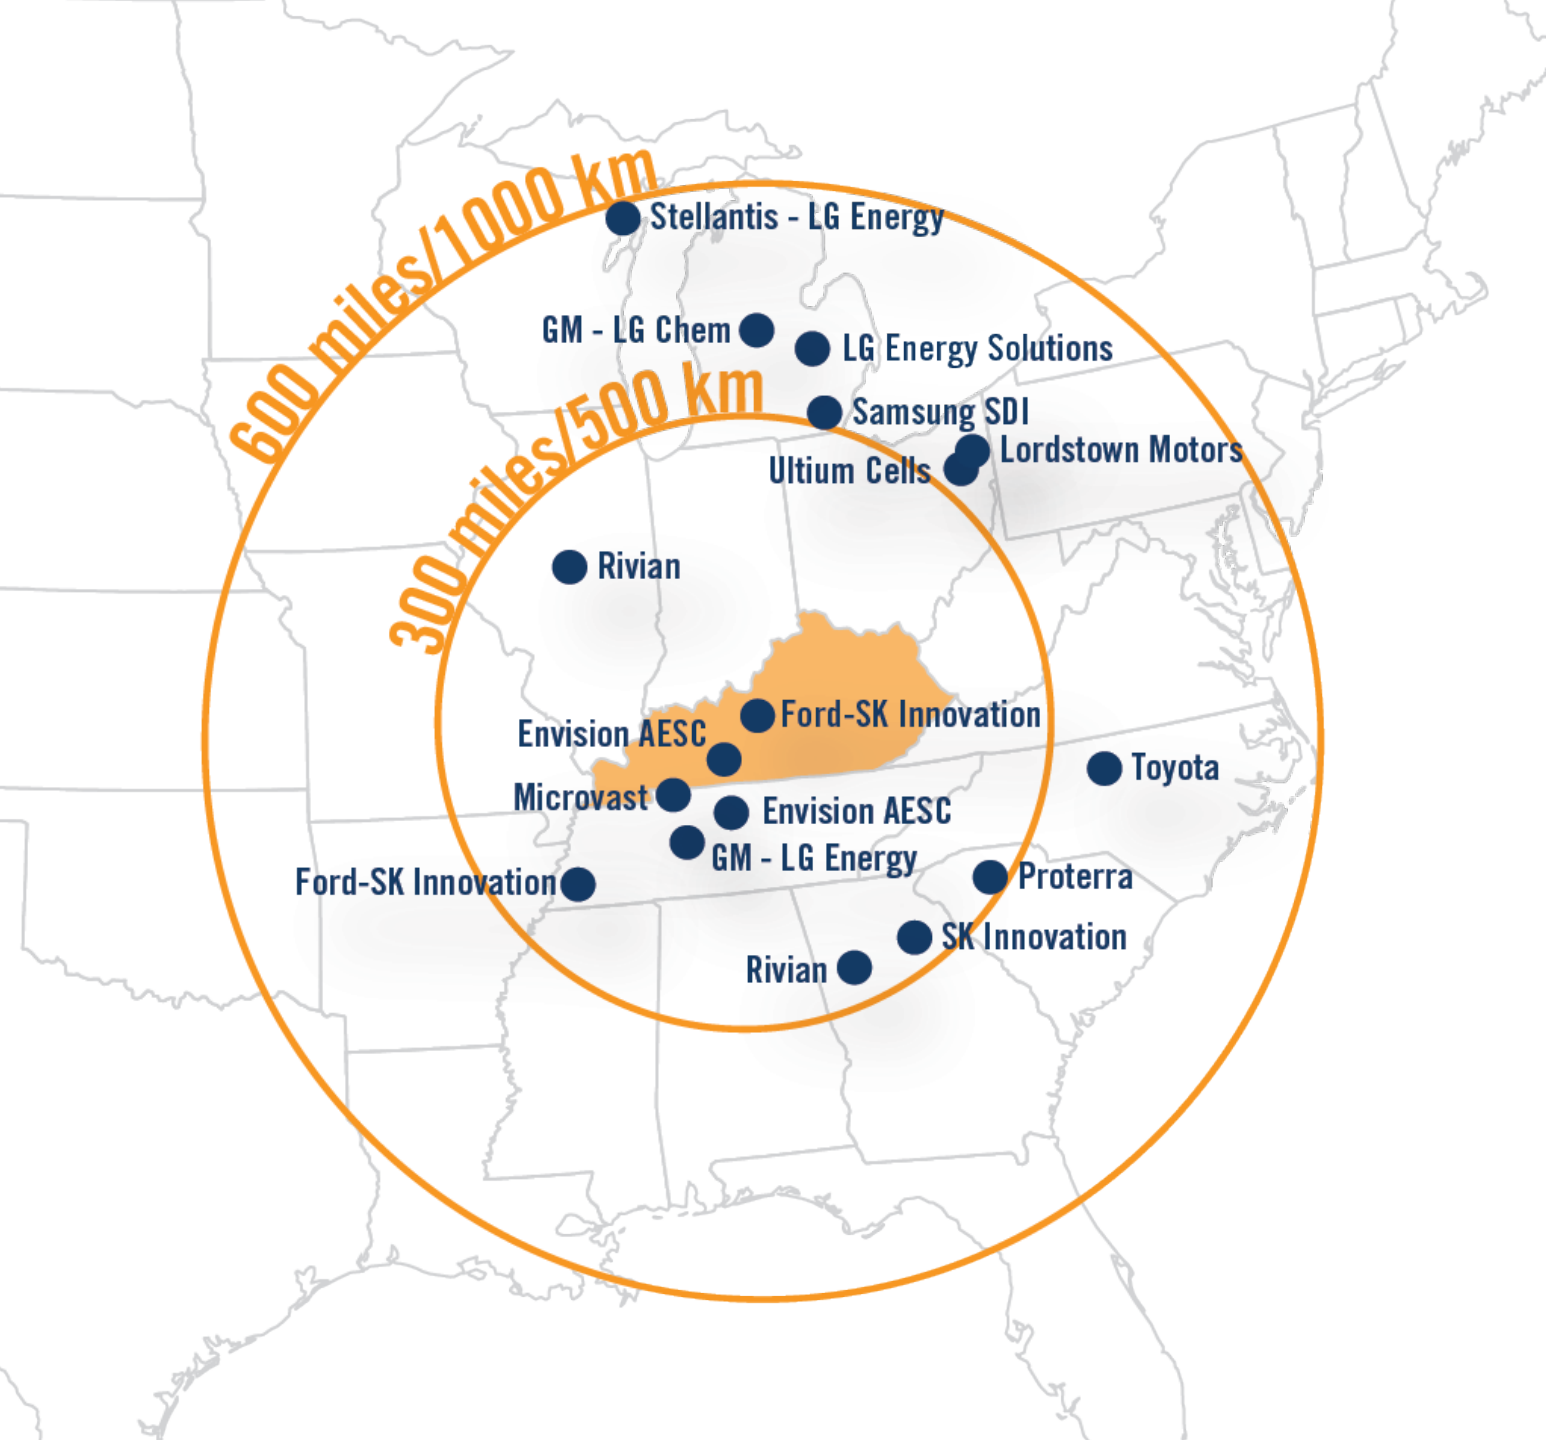 600 miles/1000 km
Stellantis - LG Energy
GM - LG Chem
LG Energy Solutions
300 miles/500 km
Samsung SDI
Lordstown Motors
Ultium Cells
Rivian
Ford-SK Innovation
Envision AESC
Toyota
Microvast
Envision AESC
GM - LG Energy
Ford-SK Innovation
Proterra
SK Innovation
Rivian